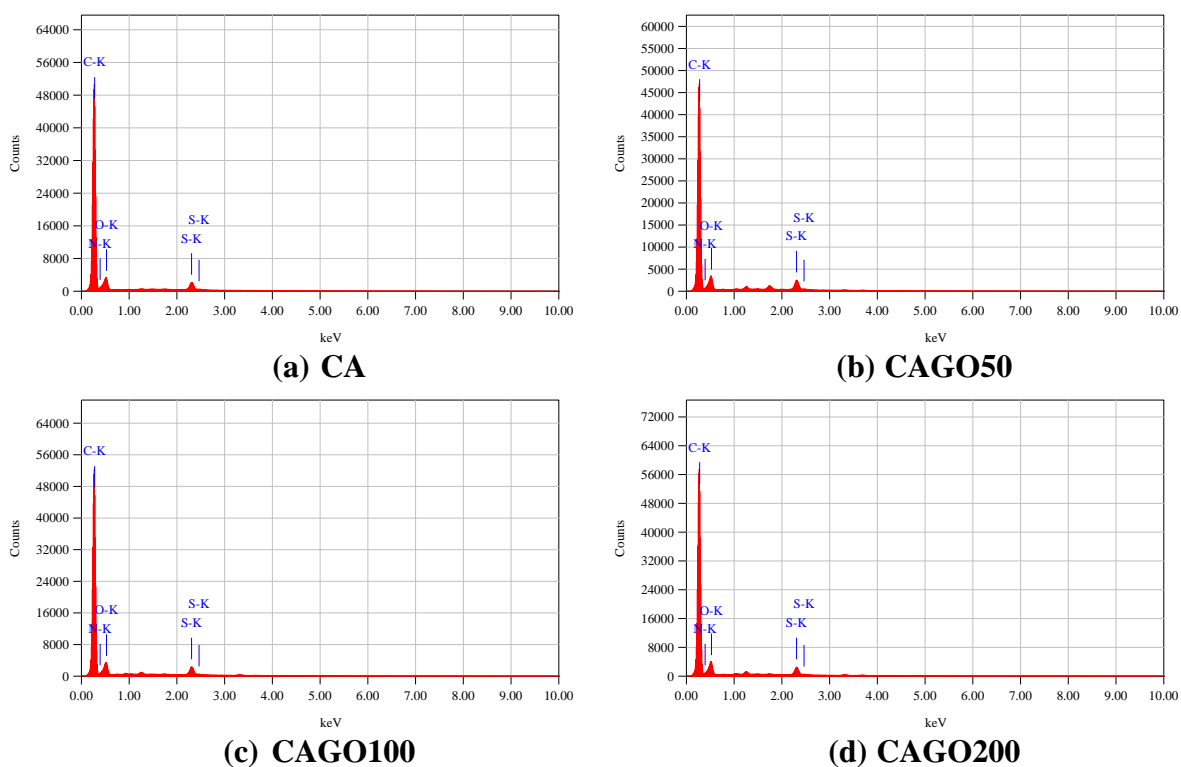 64000
56000
48000
40000
32000
24000
16000
8000
0
Counts
C-K
O-K
N-K
S-K
S-K
0.00 1.00 2.00 3.00 4.00 5.00 6.00 7.00 8.00 9.00 10.00
keV
(a) CA
60000
55000
50000
45000
40000
35000
30000
25000
20000
15000
10000
5000
0
Counts
C-K
O-K
N-K
S-K
S-K
0.00 1.00 2.00 3.00 4.00 5.00 6.00 7.00 8.00 9.00 10.00
keV
(b) CAGO50
64000
56000
48000
40000
32000
24000
16000
8000
0
Counts
C-K
O-K
N-K
S-K
S-K
0.00 1.00 2.00 3.00 4.00 5.00 6.00 7.00 8.00 9.00 10.00
keV
(c) CAGO100
72000
64000
56000
48000
40000
32000
24000
16000
8000
0
Counts
C-K
O-K
N-K
S-K
S-K
0.00 1.00 2.00 3.00 4.00 5.00 6.00 7.00 8.00 9.00 10.00
keV
(d) CAGO200